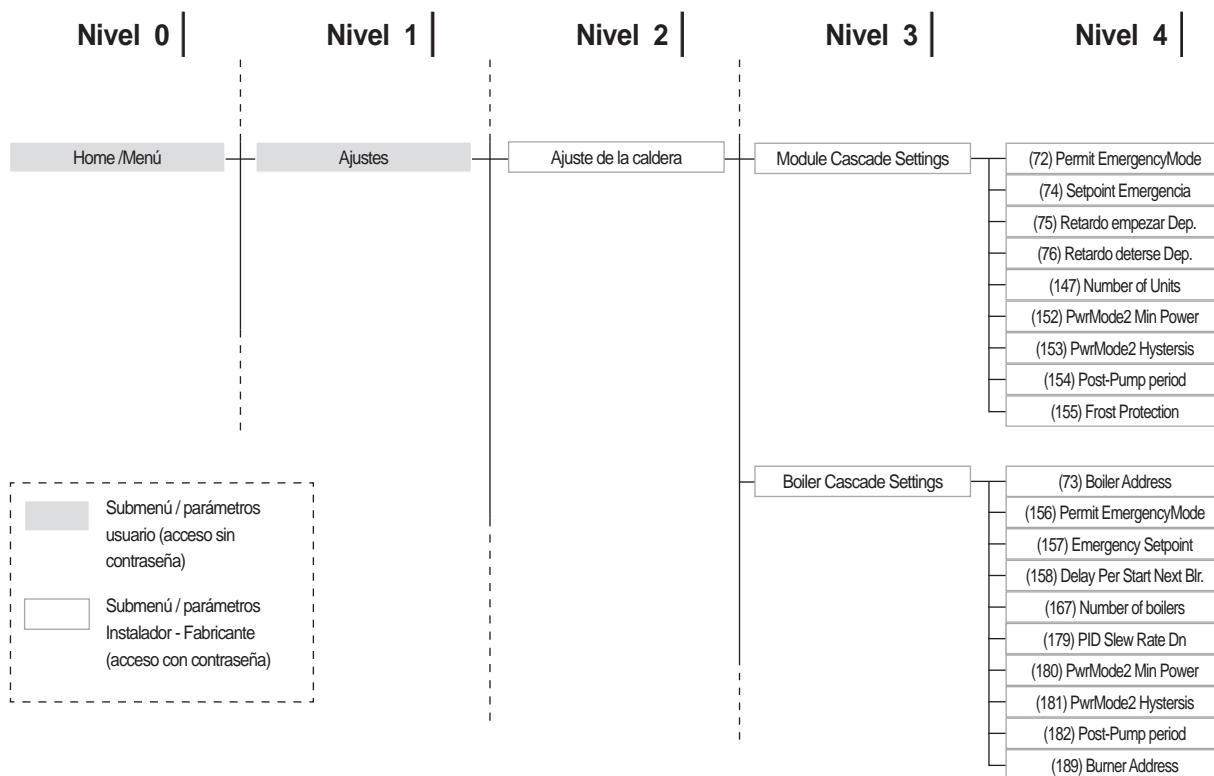 Nivel 0
Nivel 1
Nivel 2
Nivel 3
Nivel 4
Home /Menú
Ajustes
Ajuste de la caldera
Module Cascade Settings
(72) Permit EmergencyMode
(74) Setpoint Emergencia
(75) Retardo empezar Dep.
(76) Retardo deterse Dep.
(147) Number of Units
(152) PwrMode2 Min Power
(153) PwrMode2 Hystersis
(154) Post-Pump period
(155) Frost Protection
Boiler Cascade Settings
(73) Boiler Address
(156) Permit EmergencyMode
(157) Emergency Setpoint
(158) Delay Per Start Next Blr.
(167) Number of boilers
(179) PID Slew Rate Dn
(180) PwrMode2 Min Power
(181) PwrMode2 Hystersis
(182) Post-Pump period
(189) Burner Address
Submenú / parámetros
usuario (acceso sin
contraseña)
Submenú / parámetros
Instalador - Fabricante
(acceso con contraseña)